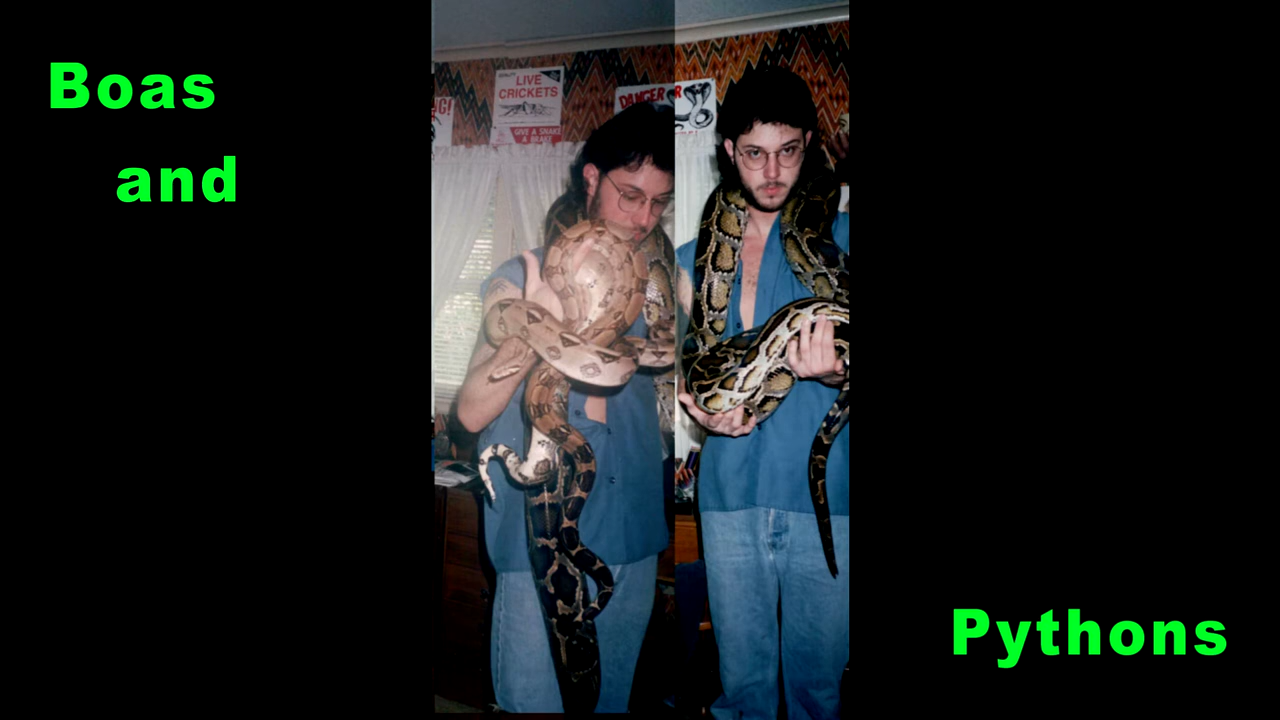 Boas
and
LIVE
CRICKETS
GIVE A SNAKE
A BRAKE
DANGER
Pythons